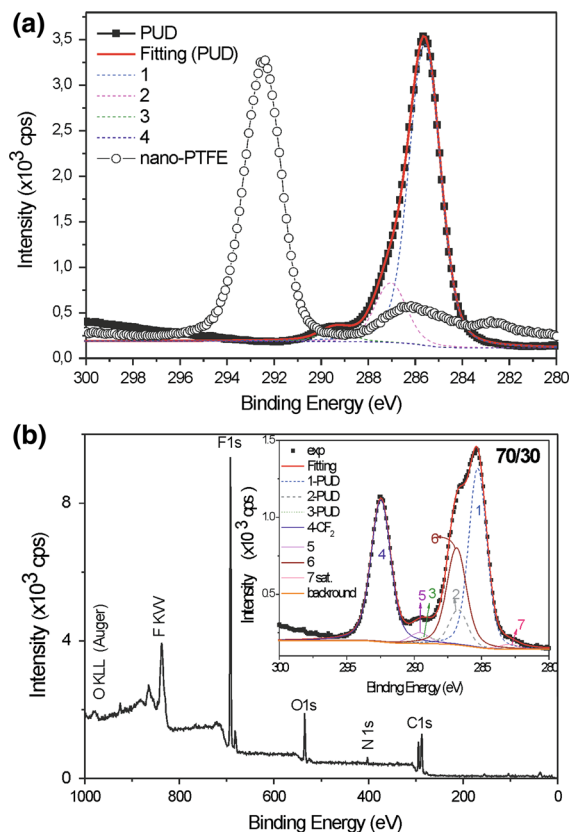 (a)
PUD
Fitting (PUD)
1
2
3
4
nano-PTFE
3,5
3,0
2,5
2,0
1,5
1,0
0,5
0,0
Intensity (x10³ cps)
300 298 296 294 292 290 288 286 284 282 280
Binding Energy (eV)
(b)
F1s
9
6
4
0
Intensity (x10³ cps)
O KLL (Auger)
F KVV
O1s
N 1s
C1s
1000 800 600 400 200 0
Binding Energy (eV)
70/30
exp
Fitting
1-PUD
2-PUD
3-PUD
4-CF₂
5
6
7 sat.
backround
1.5
1.0
0.5
Intensity (x10³ cps)
4
5
3
6
2
1
7
300 295 289 285 280
Binding Energy (eV)